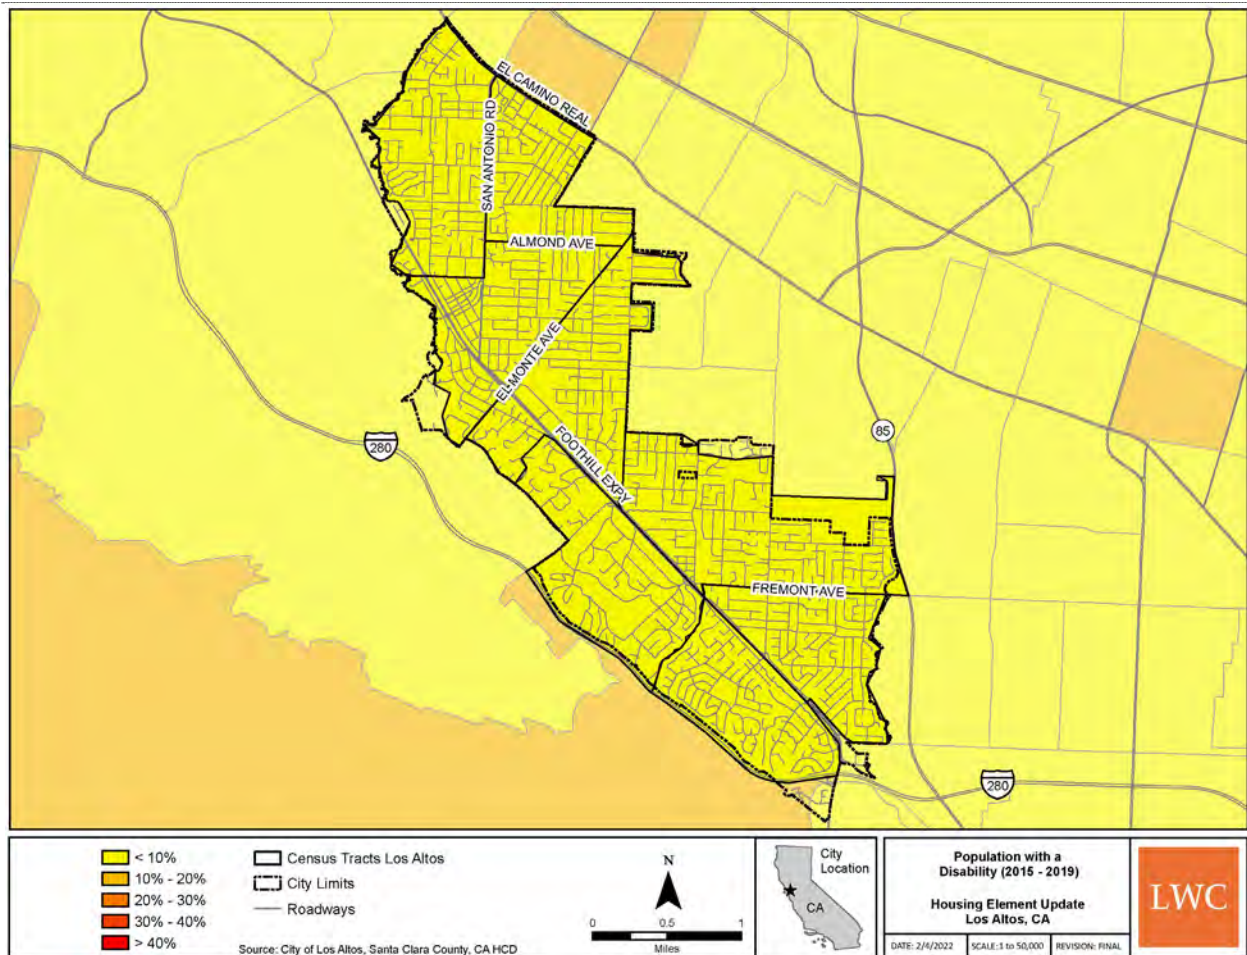 EL CAMINO REAL
SAN ANTONIO RD
ALMOND AVE
EL MONTE AVE
FOOTHILL EXPY
280
85
FREMONT AVE
280
< 10%
10% - 20%
20% - 30%
30% - 40%
> 40%
Census Tracts Los Altos
City Limits
Roadways
Source: City of Los Altos, Santa Clara County, CA HCD
N
0 0.5 1
Miles
City
Location
CA
Population with a
Disability (2015 - 2019)
Housing Element Update
Los Altos, CA
DATE: 2/4/2022 SCALE:1 to 50,000 REVISION: FINAL
LWC